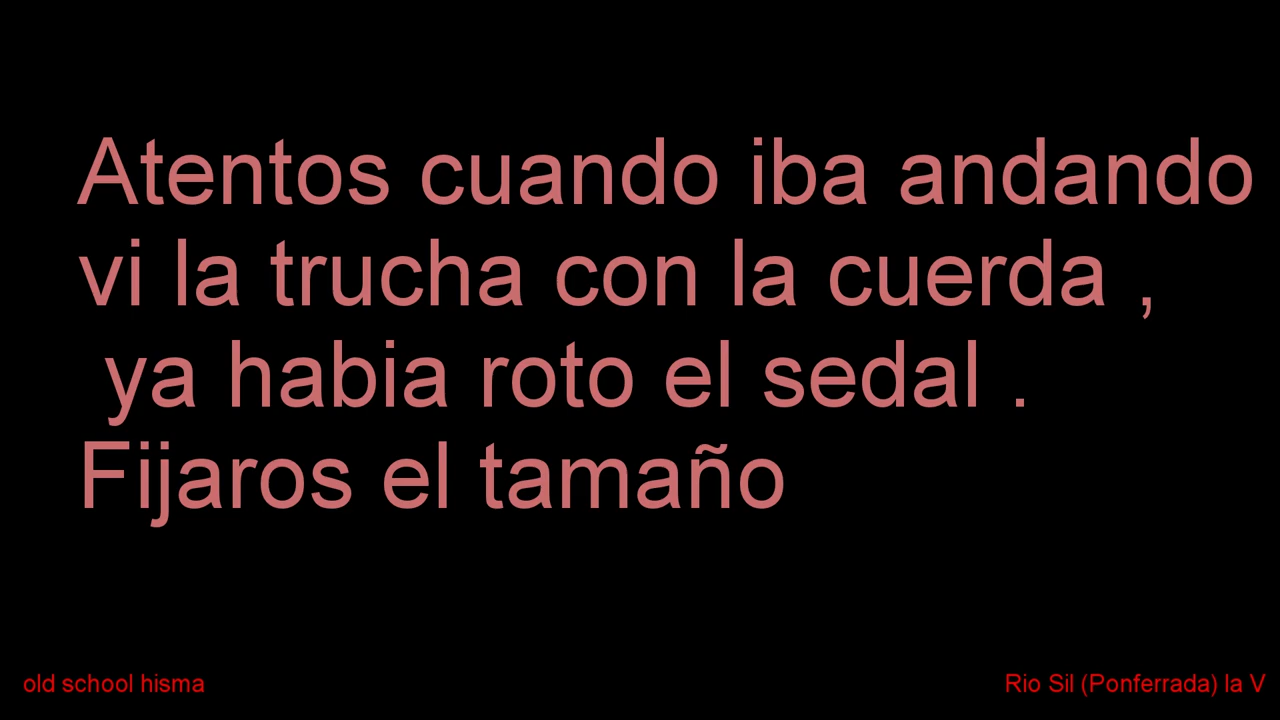 Atentos cuando iba andando
vi la trucha con la cuerda ,
ya habia roto el sedal .
Fijaros el tamaño
old school hisma
Rio Sil (Ponferrada) la V